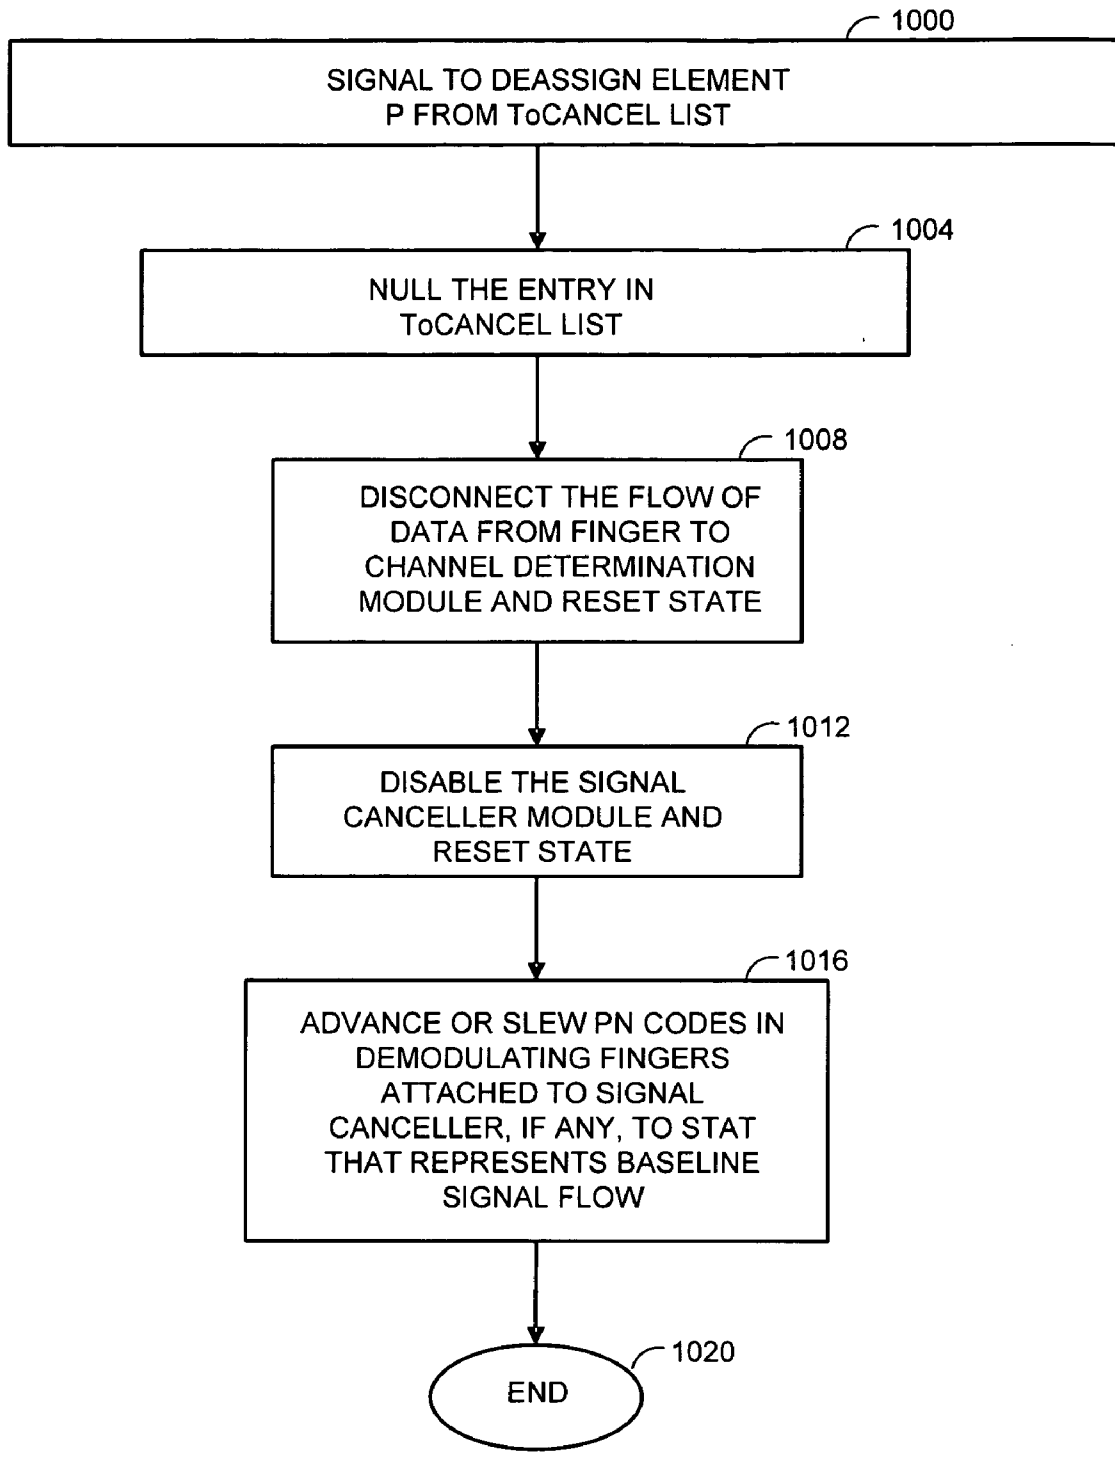 1000
SIGNAL TO DEASSIGN ELEMENT
P FROM ToCANCEL LIST
1004
NULL THE ENTRY IN
ToCANCEL LIST
1008
DISCONNECT THE FLOW OF
DATA FROM FINGER TO
CHANNEL DETERMINATION
MODULE AND RESET STATE
1012
DISABLE THE SIGNAL
CANCELLER MODULE AND
RESET STATE
1016
ADVANCE OR SLEW PN CODES IN
DEMODULATING FINGERS
ATTACHED TO SIGNAL
CANCELLER, IF ANY, TO STAT
THAT REPRESENTS BASELINE
SIGNAL FLOW
1020
END